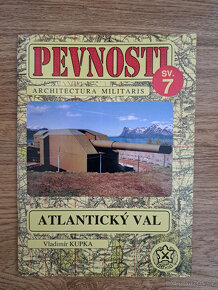 PEVNOSTI
SV.
7
ARCHITECTURA MILITARIS
ATLANTICKÝ VAL
Vladimír KUPKA